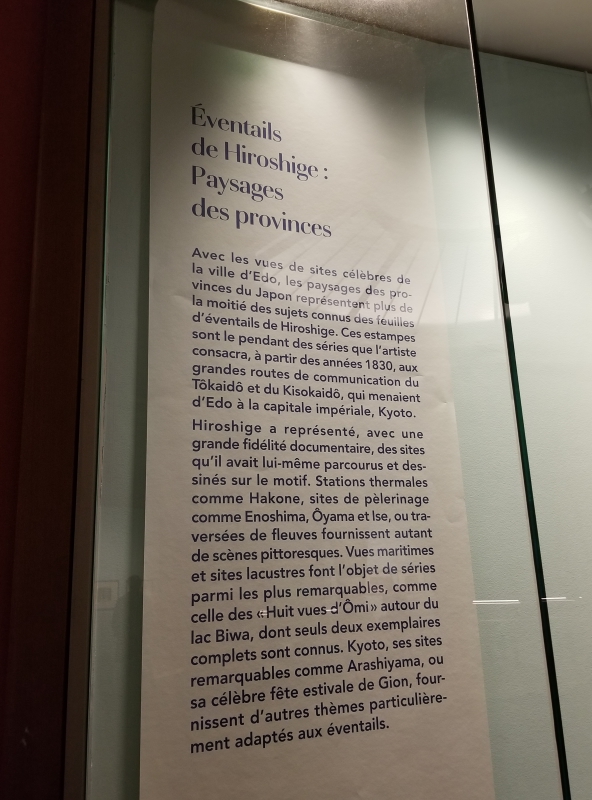 Éventails
de Hiroshige :
Paysages
des provinces
Avec les vues de sites célèbres de
la ville d'Edo, les paysages des pro-
vinces du Japon représentent plus de
la moitié des sujets connus des feuilles
d'éventails de Hiroshige. Ces estampes
sont le pendant des séries que l'artiste
consacra, à partir des années 1830, aux
grandes routes de communication du
Tôkaidô et du Kisokaidô, qui menaient
d'Edo à la capitale impériale, Kyoto.
Hiroshige a représenté, avec une
grande fidélité documentaire, des sites
qu'il avait lui-même parcourus et des-
sinés sur le motif. Stations thermales
comme Hakone, sites de pèlerinage
comme Enoshima, Ôyama et Ise, ou tra-
versées de fleuves fournissent autant
de scènes pittoresques. Vues maritimes
et sites lacustres font l'objet de séries
parmi les plus remarquables, comme
celle des « Huit vues d'Ômi » autour du
lac Biwa, dont seuls deux exemplaires
complets sont connus. Kyoto, ses sites
remarquables comme Arashiyama, ou
sa célèbre fête estivale de Gion, four-
nissent d'autres thèmes particulière-
ment adaptés aux éventails.